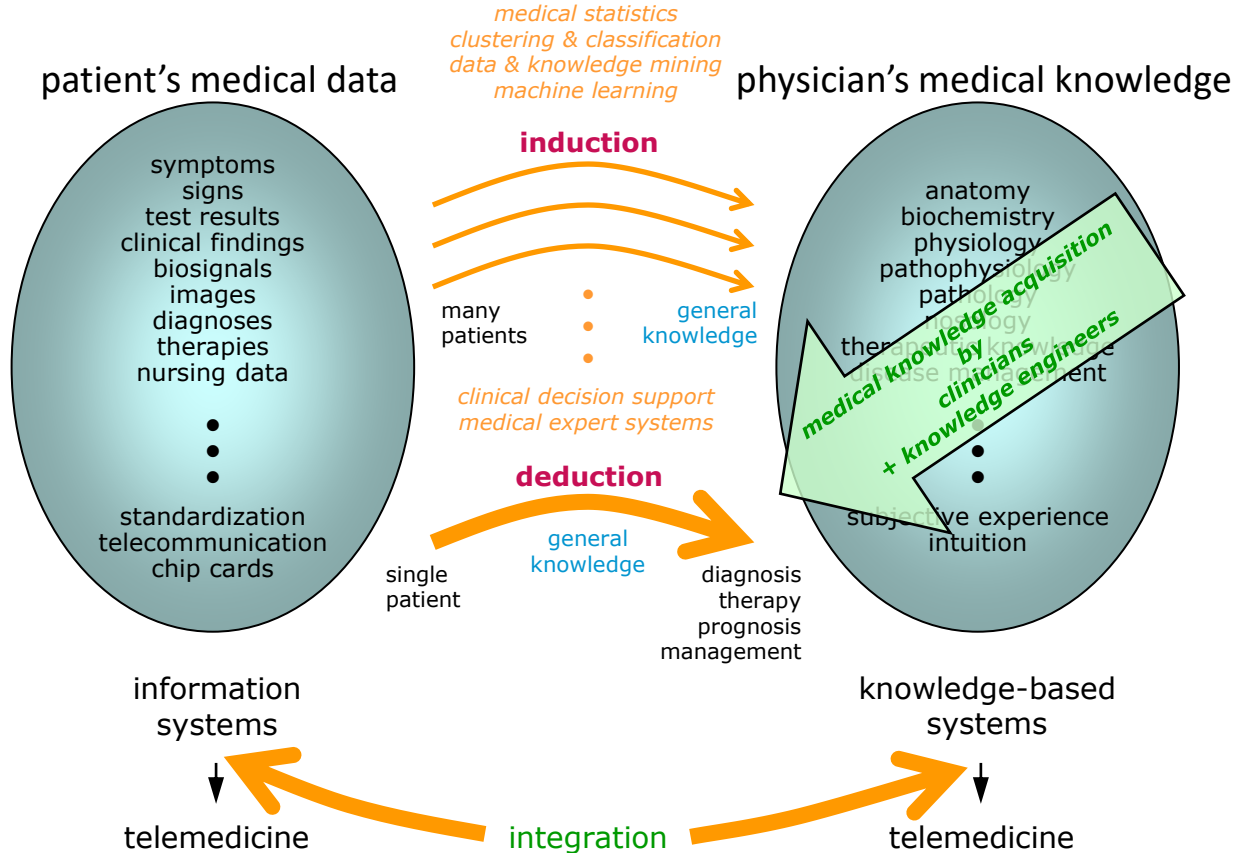 medical statistics
clustering & classification
data & knowledge mining
machine learning
patient's medical data
physician's medical knowledge
induction
symptoms
signs
test results
clinical findings
biosignals
images
diagnoses
therapies
nursing data
standardization
telecommunication
chip cards
many
patients
general
knowledge
clinical decision support
medical expert systems
deduction
general
knowledge
single
patient
diagnosis
therapy
prognosis
management
anatomy
biochemistry
physiology
pathophysiology
pathology
nosology
therapeutic knowledge
disease management
subjective experience
intuition
medical knowledge acquisition
by
clinicians
+ knowledge engineers
information
systems
telemedicine
knowledge-based
systems
telemedicine
integration